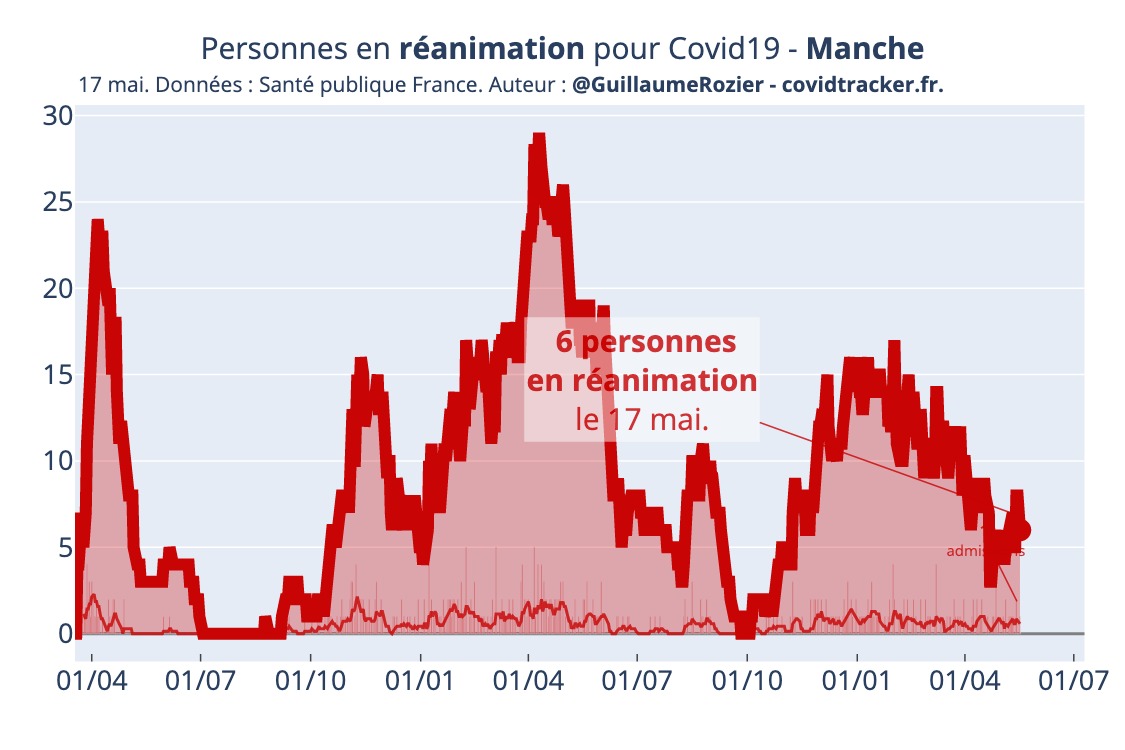 Personnes en réanimation pour Covid19 - Manche
17 mai. Données : Santé publique France. Auteur : @GuillaumeRozier - covidtracker.fr.
30
25
20
15
10
5
0
6 personnes
en réanimation
le 17 mai.
01/04 01/07 01/10 01/01 01/04 01/07 01/10 01/01 01/04 01/07